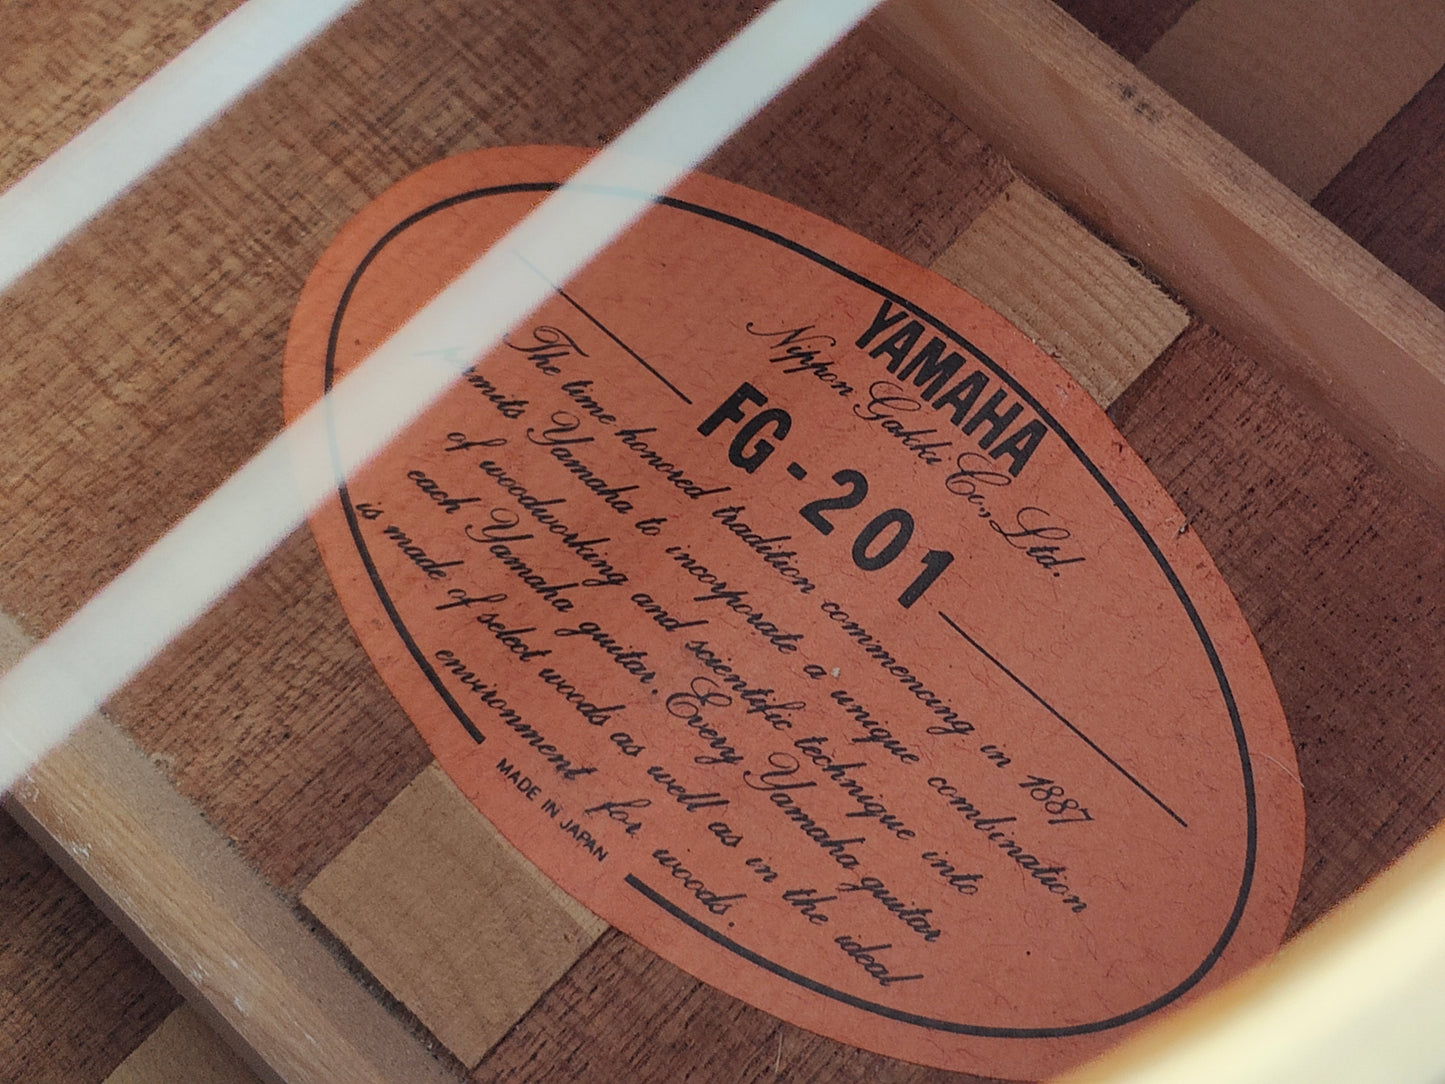 YAMAHA
Nippon Gakki Co., Ltd.
FG-201
The time honored tradition commencing in 1887
permits Yamaha to incorporate a unique combination
of woodworking and scientific technique into
each Yamaha guitar. Every Yamaha guitar
is made of select woods as well as in the ideal
environment for woods.
MADE IN JAPAN